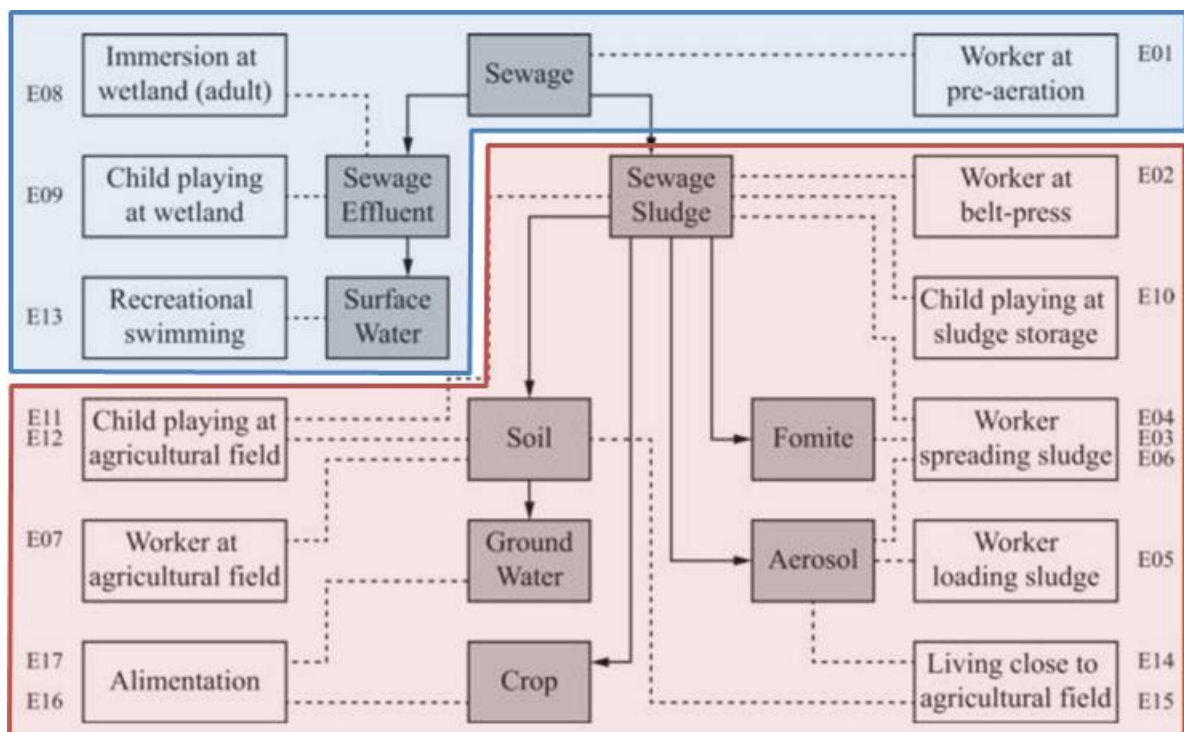 Immersion at
wetland (adult)
E08
Sewage
Worker at
pre-aeration
E01
Child playing
at wetland
E09
Sewage
Effluent
Sewage
Sludge
Worker at
belt-press
E02
Recreational
swimming
E13
Surface
Water
Child playing at
sludge storage
E10
E11
E12
Child playing at
agricultural field
Soil
Fomite
Worker
spreading sludge
E04
E03
E06
E07
Worker at
agricultural field
Ground
Water
Aerosol
Worker
loading sludge
E05
E17
E16
Alimentation
Crop
Living close to
agricultural field
E14
E15